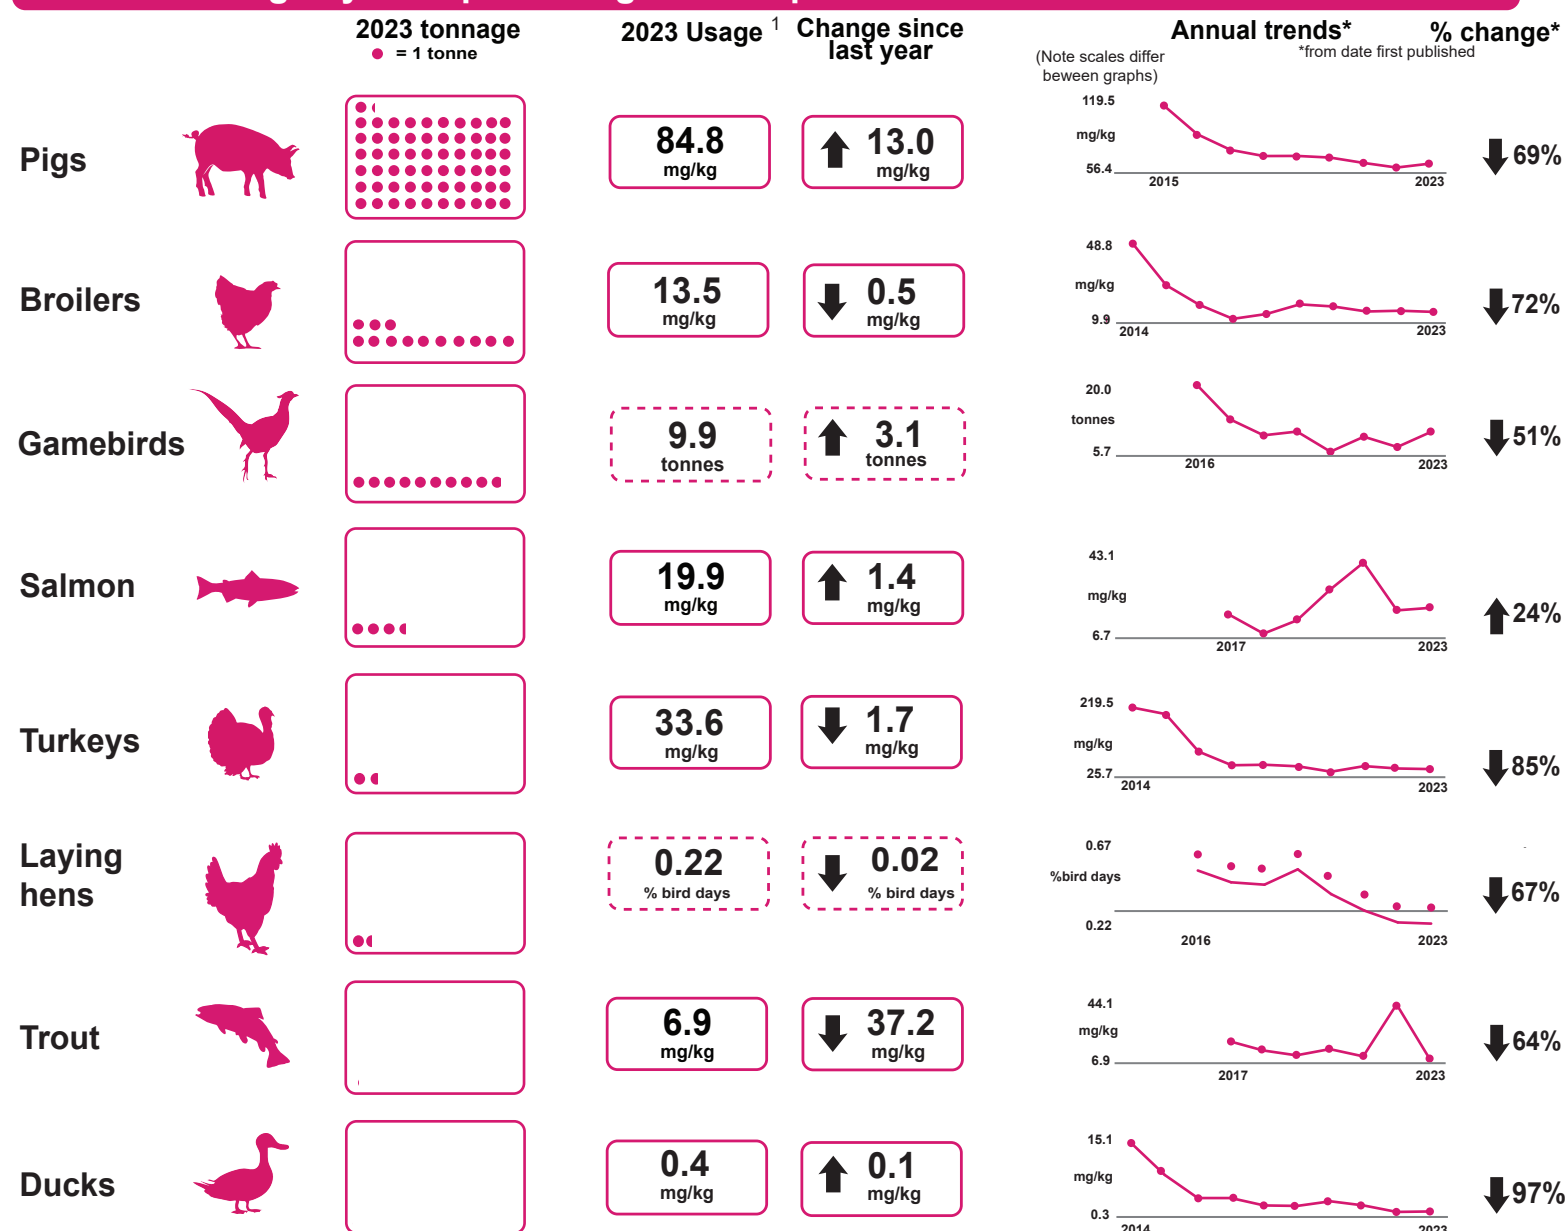 2023 tonnage
= 1 tonne
2023 Usage 1
Change since
last year
Annual trends*
*from date first published
(Note scales differ
beween graphs)
% change*
Pigs
84.8
mg/kg
13.0
mg/kg
119.5
mg/kg
56.4
2015
2023
69%
Broilers
13.5
mg/kg
0.5
mg/kg
48.8
mg/kg
9.9
2014
2023
72%
Gamebirds
9.9
tonnes
3.1
tonnes
20.0
tonnes
5.7
2016
2023
51%
Salmon
19.9
mg/kg
1.4
mg/kg
43.1
mg/kg
6.7
2017
2023
24%
Turkeys
33.6
mg/kg
1.7
mg/kg
219.5
mg/kg
25.7
2014
2023
85%
Laying
hens
0.22
% bird days
0.02
% bird days
0.67
%bird days
0.22
2016
2023
67%
Trout
6.9
mg/kg
37.2
mg/kg
44.1
mg/kg
6.9
2017
2023
64%
Ducks
0.4
mg/kg
0.1
mg/kg
15.1
mg/kg
0.3
2014
2023
97%